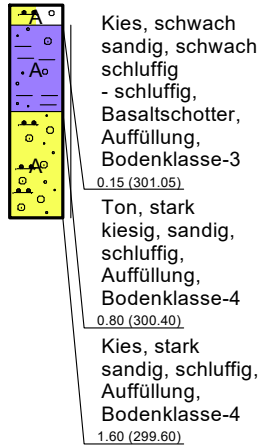 A
Kies, schwach
sandig, schwach
schluffig
- schluffig,
Basaltschotter,
Auffüllung,
Bodenklasse-3
0.15 (301.05)
A
Ton, stark
kiesig, sandig,
schluffig,
Auffüllung,
Bodenklasse-4
0.80 (300.40)
A
Kies, stark
sandig, schluffig,
Auffüllung,
Bodenklasse-4
1.60 (299.60)